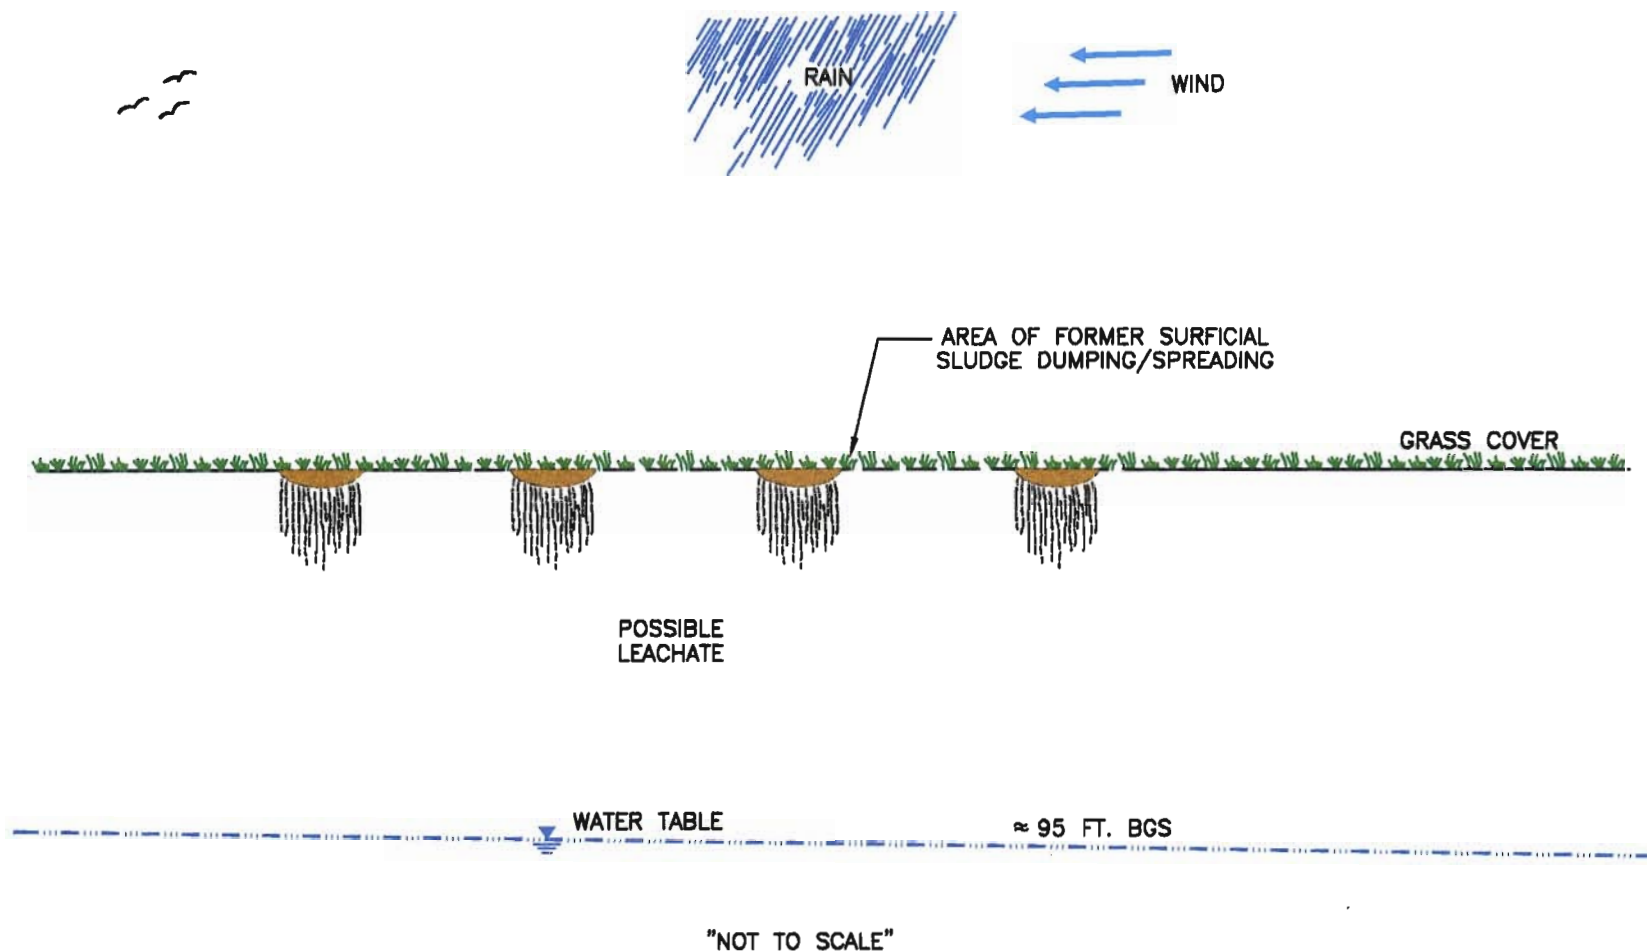 RAIN
WIND
AREA OF FORMER SURFICIAL
SLUDGE DUMPING/SPREADING
GRASS COVER
POSSIBLE
LEACHATE
WATER TABLE
≈ 95 FT. BGS
"NOT TO SCALE"